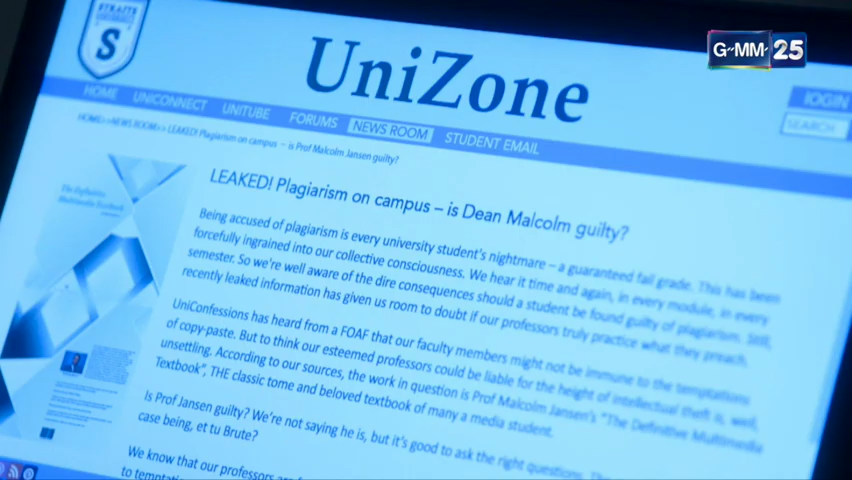 STRAITS
S
UniZone
G~MM 25
LOGIN
SEARCH
HOME UNICONNECT UNITUBE FORUMS NEWS ROOM STUDENT EMAIL
HOME>>NEWS ROOM>> LEAKED! Plagiarism on campus – is Prof Malcolm Jansen guilty?
The Definitive
Multimedia Textbook
LEAKED! Plagiarism on campus – is Dean Malcolm guilty?
Being accused of plagiarism is every university student's nightmare – a guaranteed fail grade. This has been
forcefully ingrained into our collective consciousness. We hear it time and again, in every module, in every
semester. So we're well aware of the dire consequences should a student be found guilty of plagiarism. Still,
recently leaked information has given us room to doubt if our professors truly practice what they preach.
UniConfessions has heard from a FOAF that our faculty members might not be immune to the temptations
of copy-paste. But to think our esteemed professors could be liable for the height of intellectual theft is, well,
unsettling. According to our sources, the work in question is Prof Malcolm Jansen's "The Definitive Multimedia
Textbook", THE classic tome and beloved textbook of many a media student.
Is Prof Jansen guilty? We're not saying he is, but it's good to ask the right questions.
case being, et tu Brute?
We know that our professors are
to